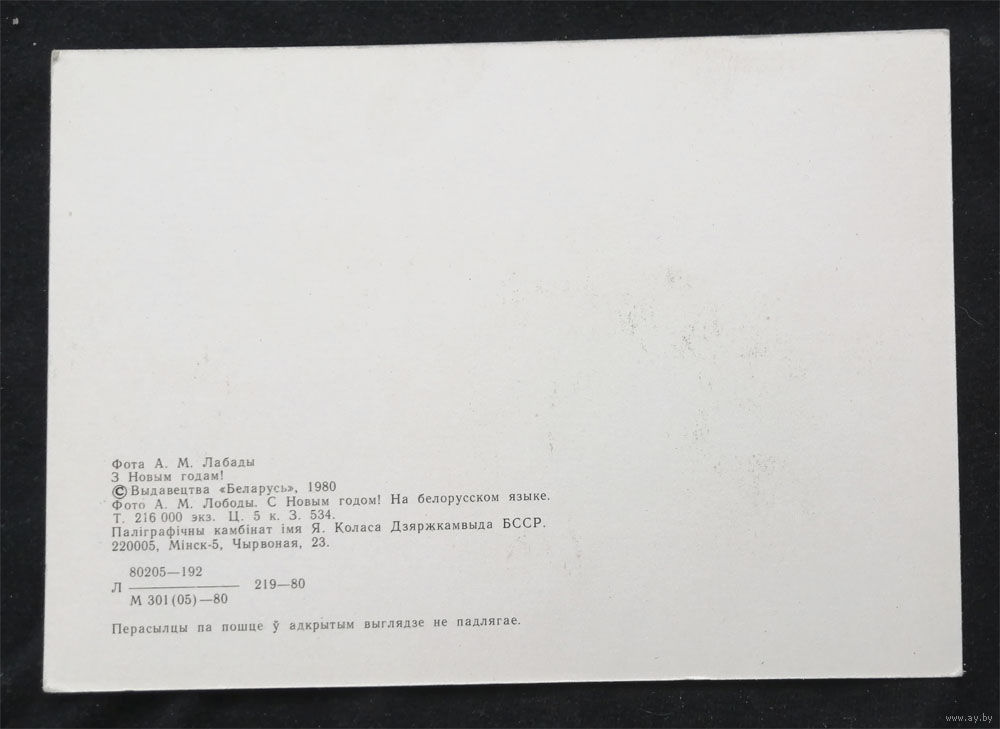 Фота А. М. Лабады
З Новым годам!
© Выдавецтва «Беларусь», 1980
Фото А. М. Лободы. С Новым годом! На белорусском языке.
Т. 216 000 экз. Ц. 5 к. З. 534.
Паліграфічны камбінат імя Я. Коласа Дзяржкамвыда БССР.
220005, Мінск-5, Чырвоная, 23.
80205—192
Л 219—80
М 301(05)—80
Перасылцы па пошце ў адкрытым выглядзе не падлягае.
www.ay.by